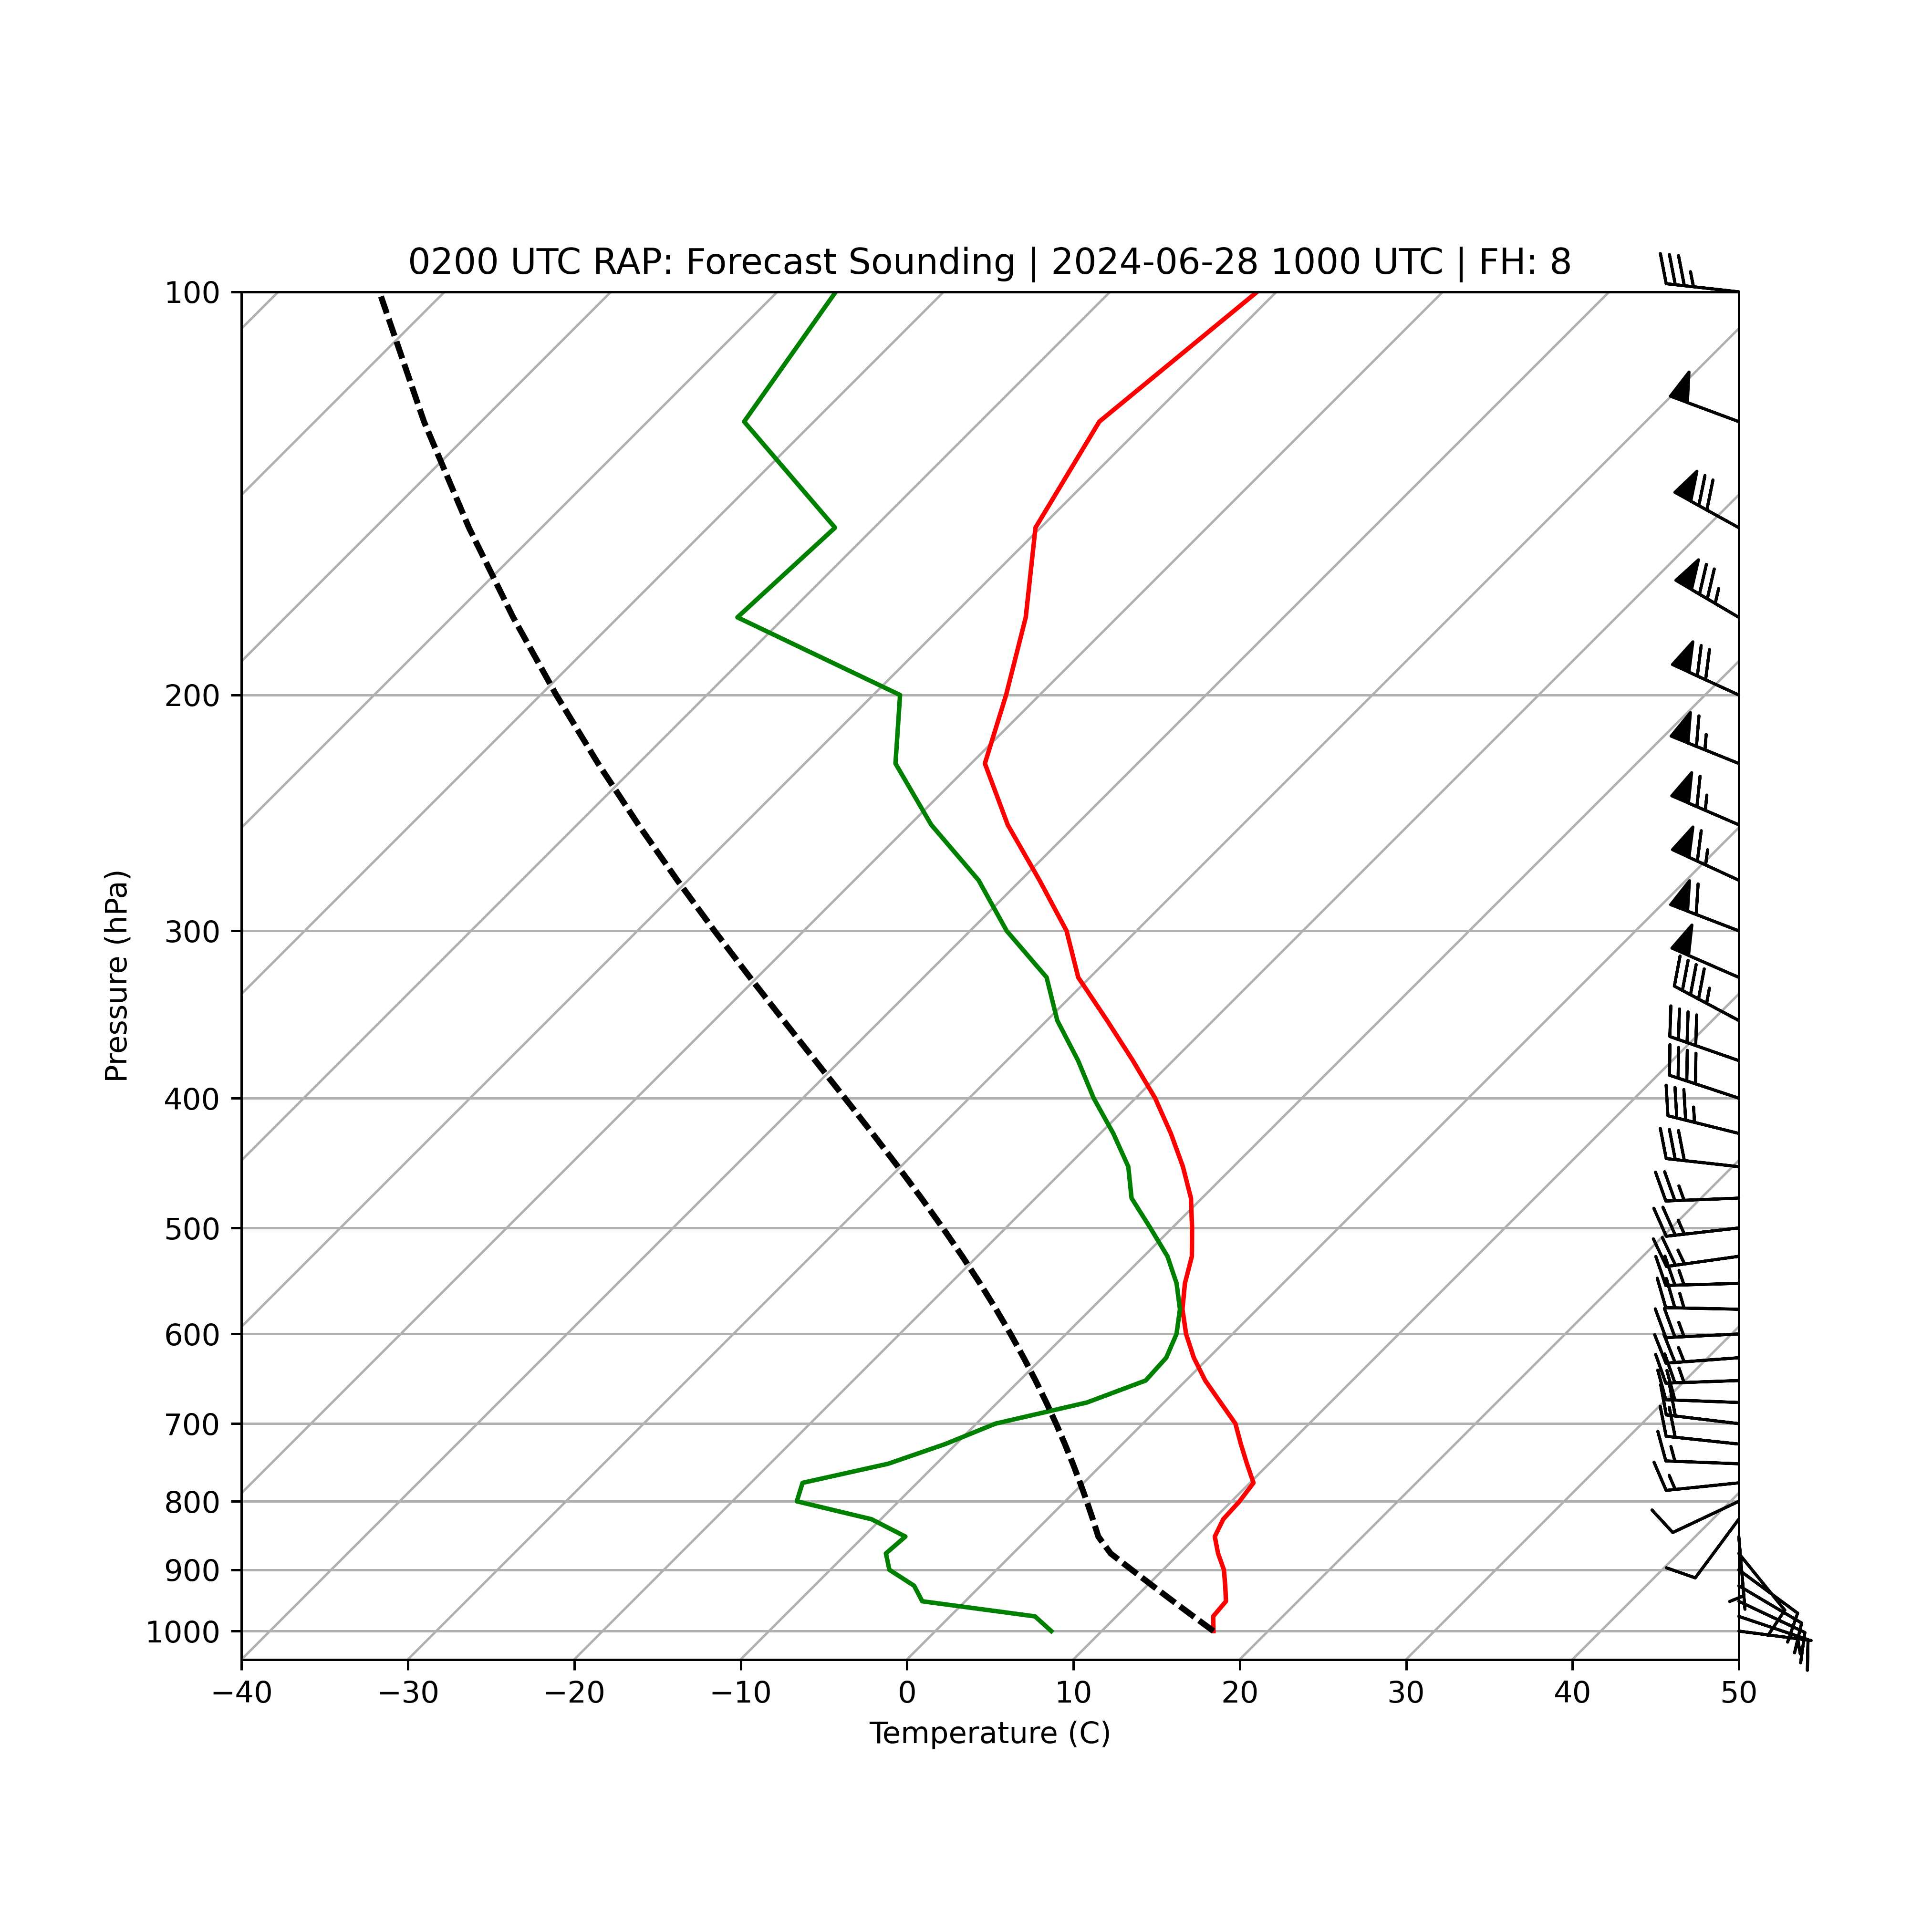 0200 UTC RAP: Forecast Sounding | 2024-06-28 1000 UTC | FH: 8
100
200
300
400
500
600
700
800
900
1000
Pressure (hPa)
−40 −30 −20 −10 0 10 20 30 40 50
Temperature (C)